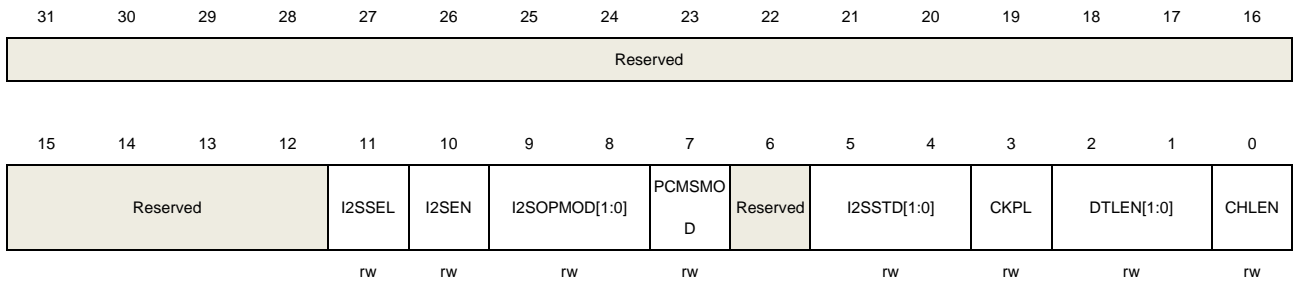 31 30 29 28 27 26 25 24 23 22 21 20 19 18 17 16
Reserved
15 14 13 12 11 10 9 8 7 6 5 4 3 2 1 0
Reserved I2SSEL I2SEN I2SOPMOD[1:0] PCMSMO
D Reserved I2SSTD[1:0] CKPL DTLEN[1:0] CHLEN
rw rw rw rw rw rw rw rw